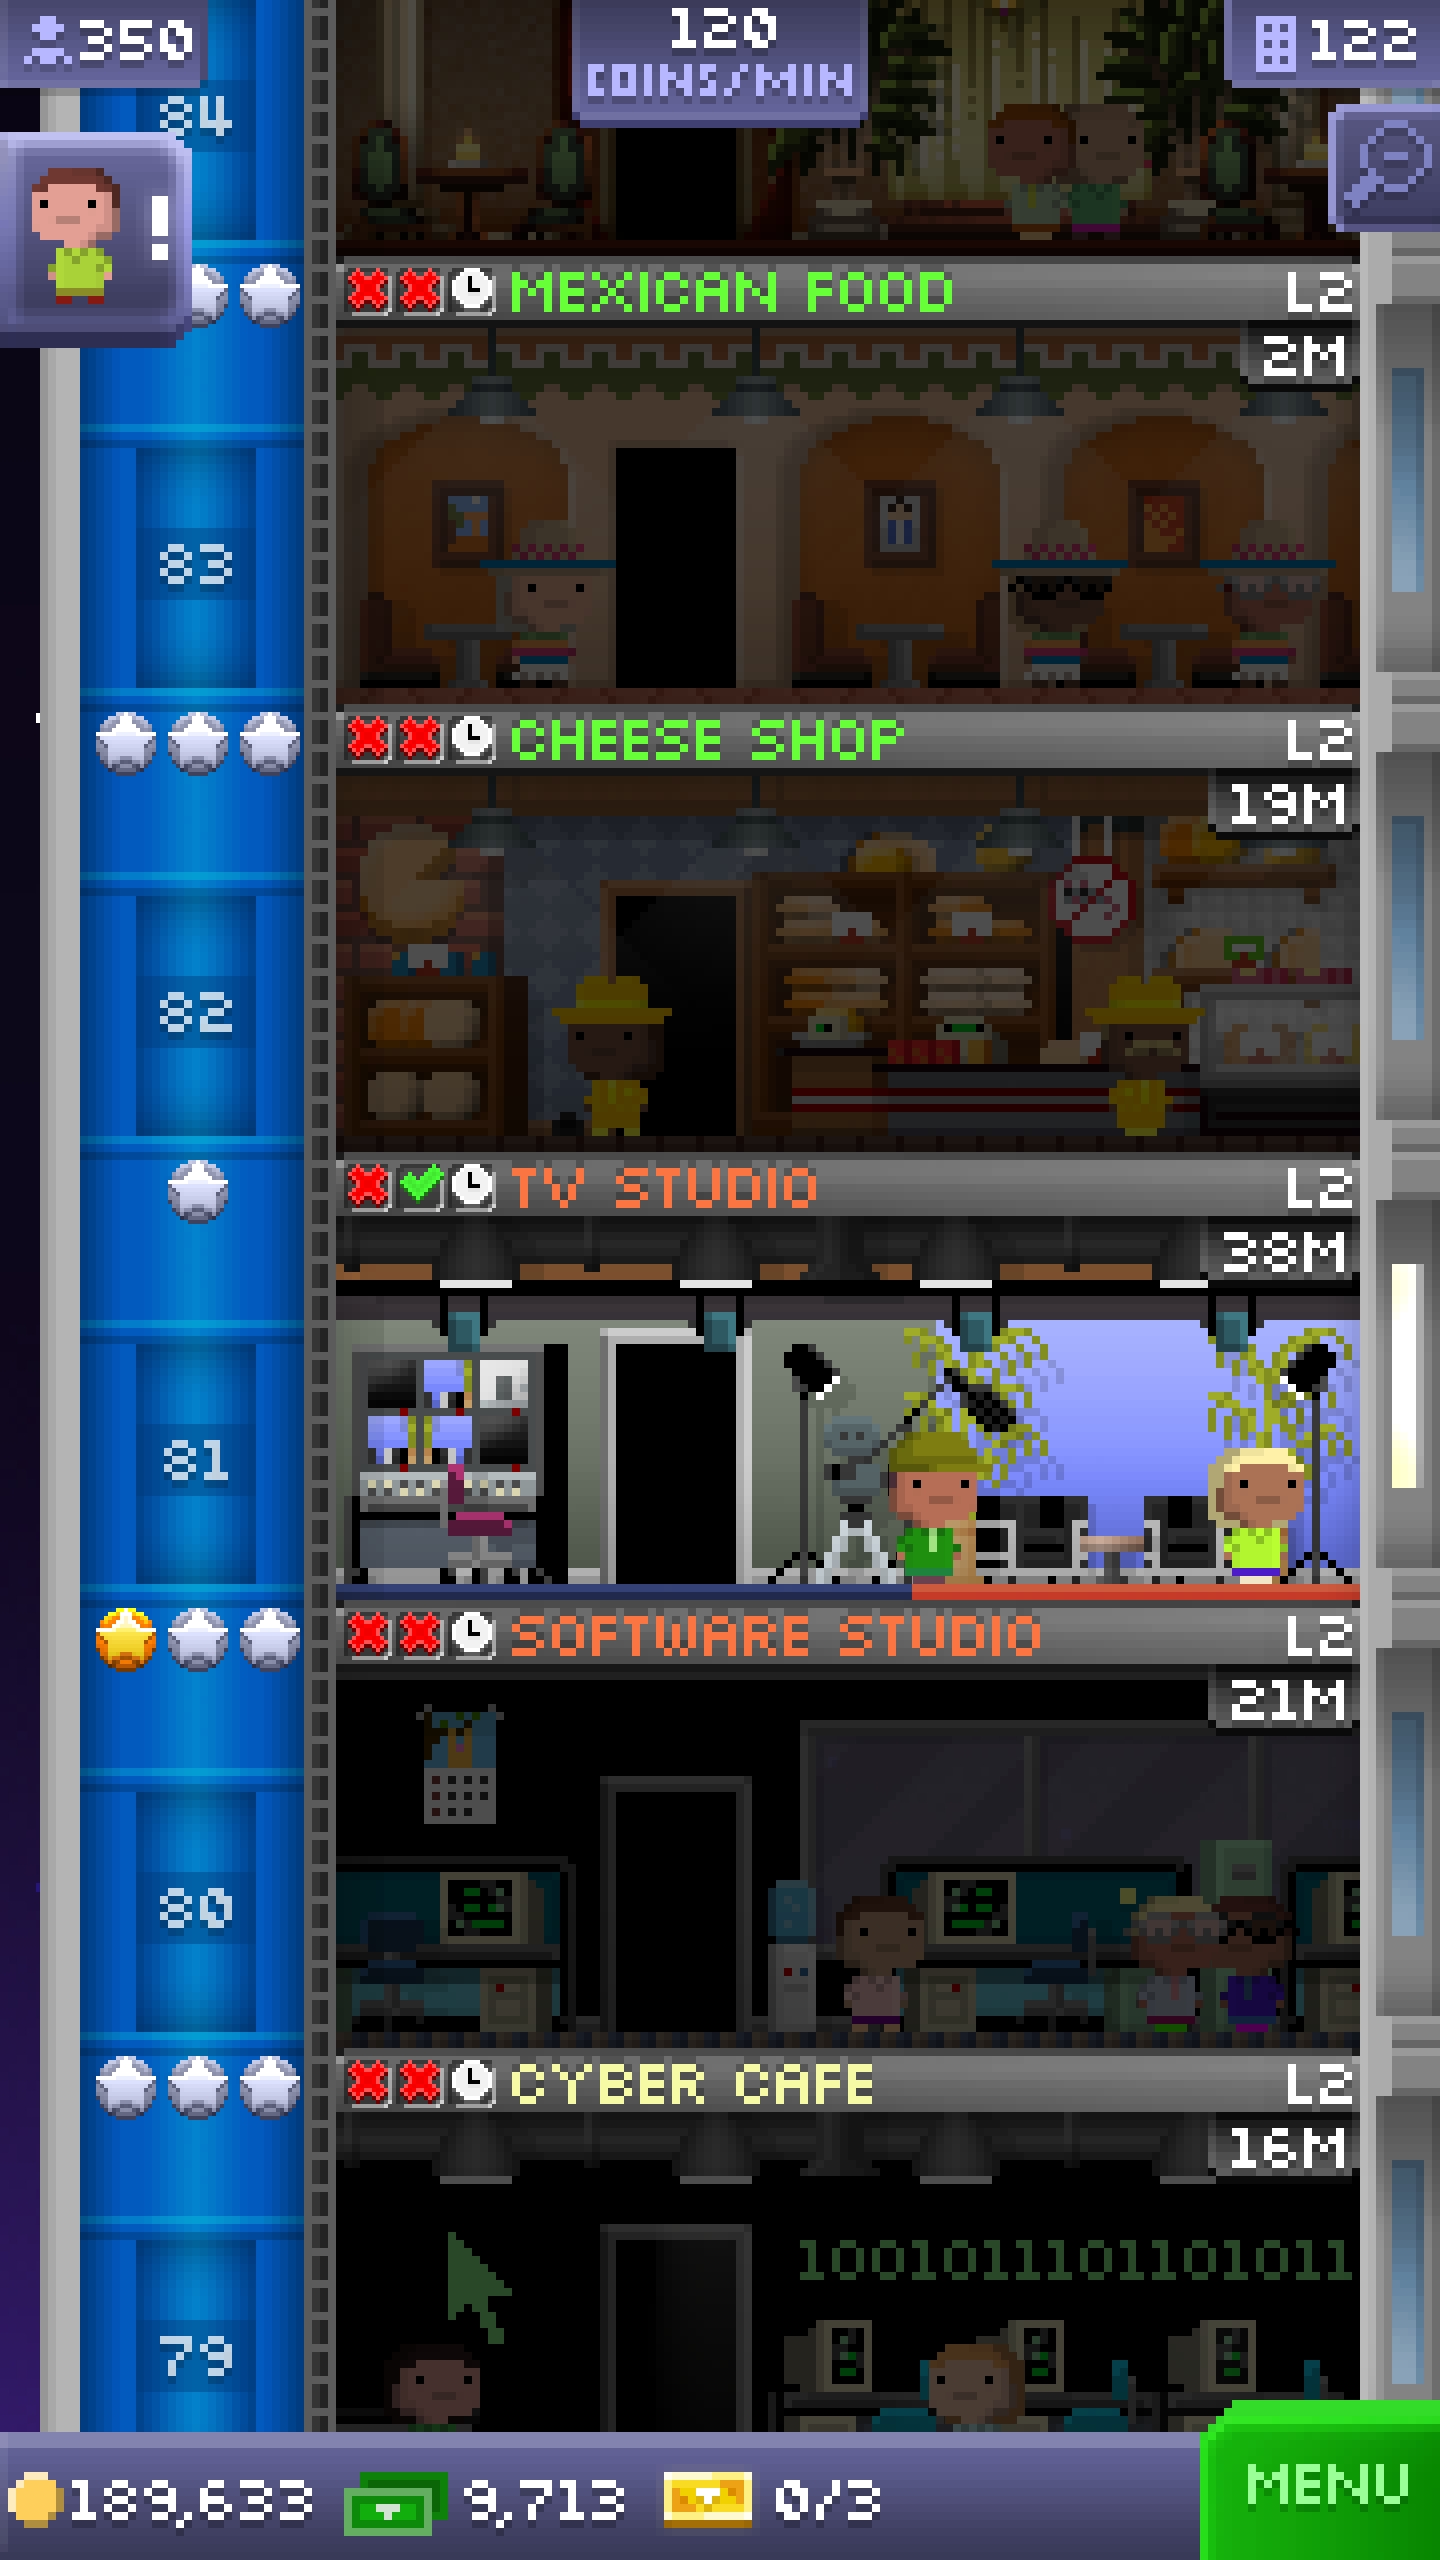 350
120
COINS/MIN
122
84
!
MEXICAN FOOD L2
2M
83
CHEESE SHOP L2
19M
82
TV STUDIO L2
38M
81
SOFTWARE STUDIO L2
21M
80
CYBER CAFE L2
16M
10010111101101011
79
189,633 9,713 0/3 MENU